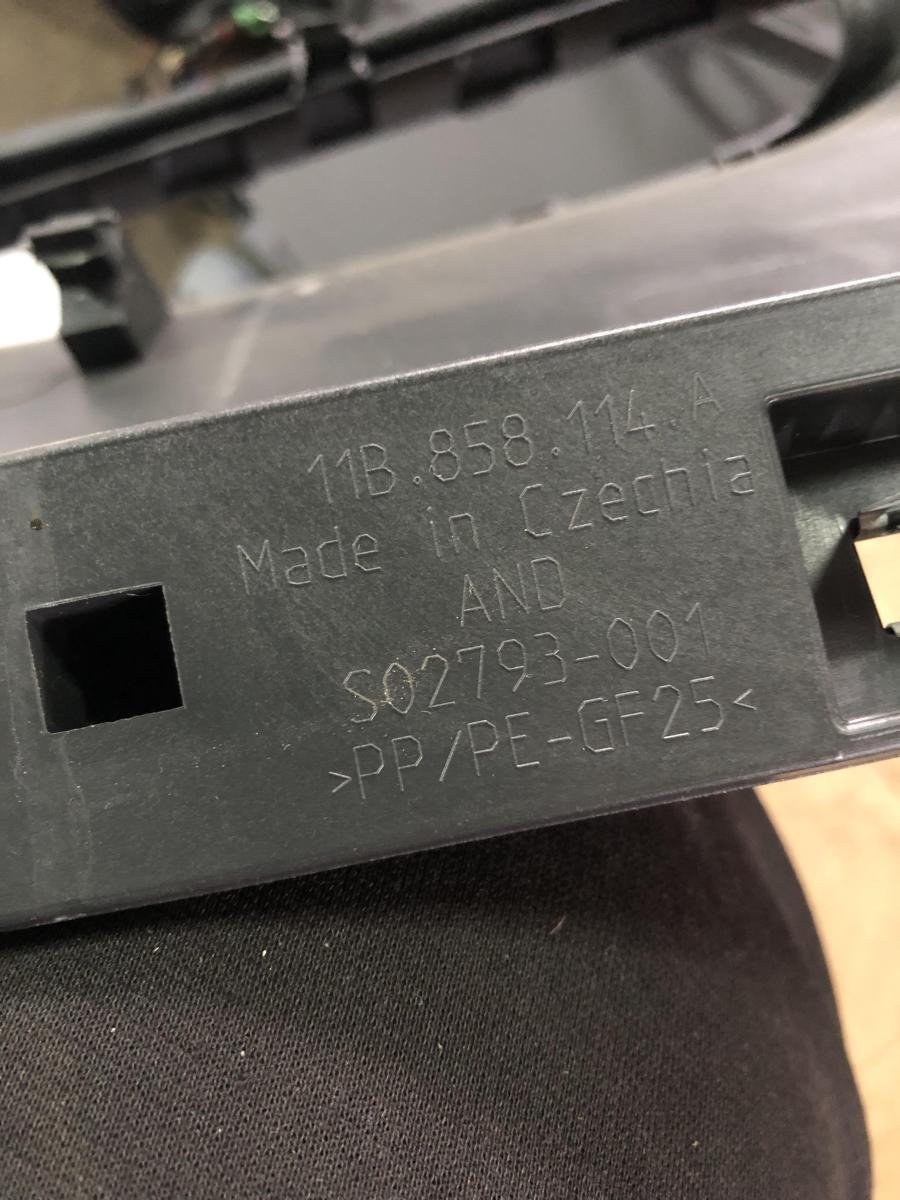 11B.858.114.A
Made in Czechia
AND
S02793-001
>PP/PE-GF25<